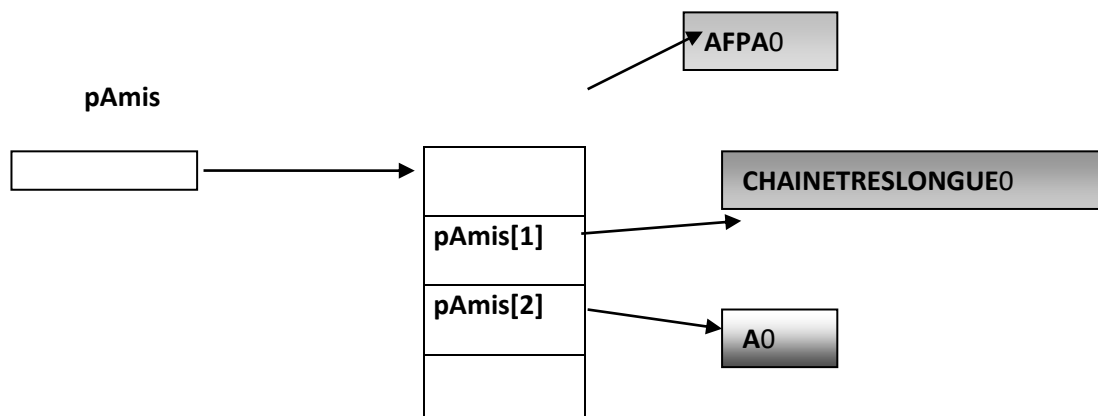 AFPA0
pAmis
CHAINETRESLONGUE0
pAmis[1]
pAmis[2]
A0